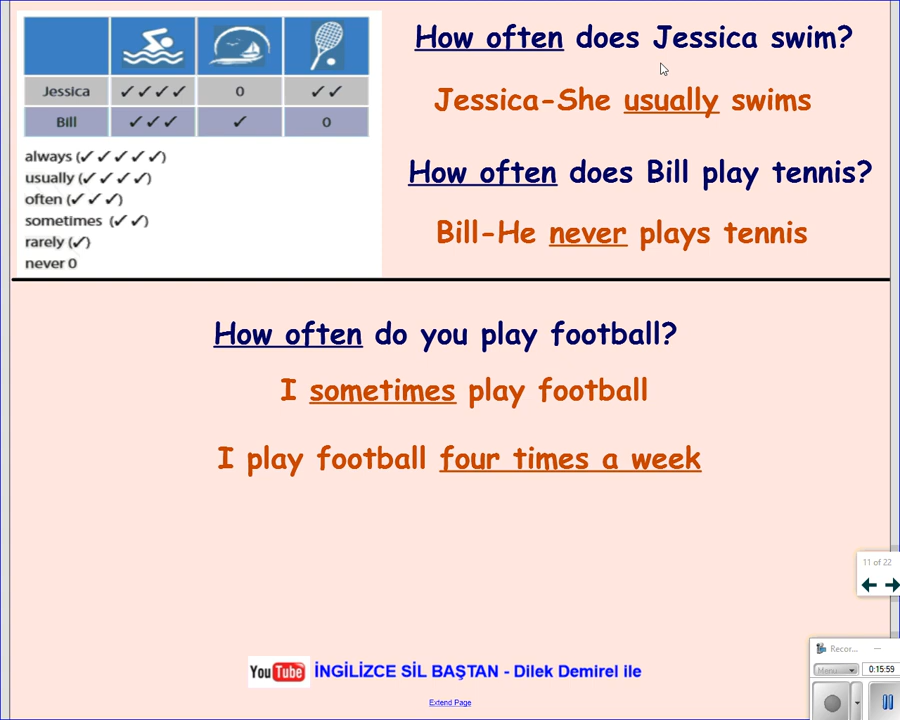 Jessica ✓✓✓✓ 0 ✓✓
Bill ✓✓✓ ✓ 0
always (✓✓✓✓✓)
usually (✓✓✓✓)
often (✓✓✓)
sometimes (✓✓)
rarely (✓)
never 0
How often does Jessica swim?
Jessica-She usually swims
How often does Bill play tennis?
Bill-He never plays tennis
How often do you play football?
I sometimes play football
I play football four times a week
11 of 22
Recor...
Menu
0:15:59
YouTube İNGİLİZCE SİL BAŞTAN - Dilek Demirel ile
Extend Page